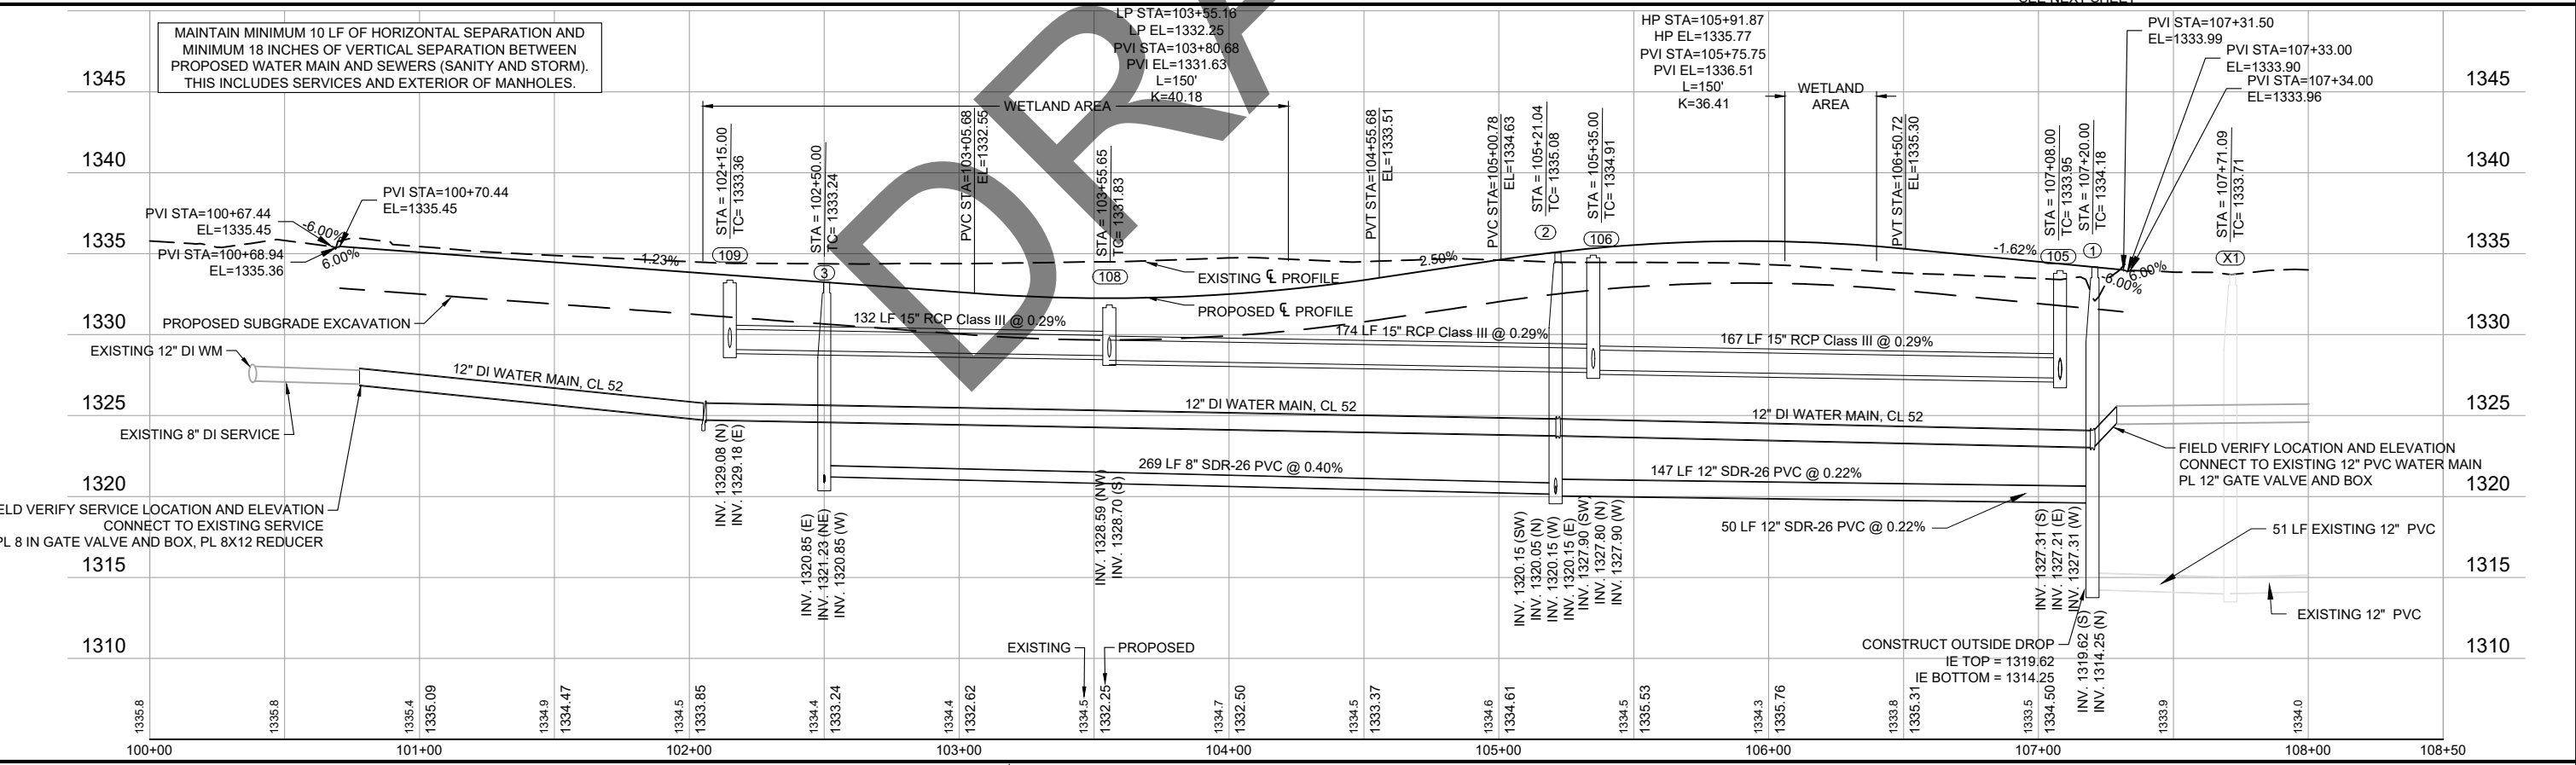 SEE NEXT SHEET
MAINTAIN MINIMUM 10 LF OF HORIZONTAL SEPARATION AND
MINIMUM 18 INCHES OF VERTICAL SEPARATION BETWEEN
PROPOSED WATER MAIN AND SEWERS (SANITY AND STORM).
THIS INCLUDES SERVICES AND EXTERIOR OF MANHOLES.
LP STA=103+55.16
LP EL=1332.25
PVI STA=103+80.68
PVI EL=1331.63
L=150'
K=40.18
HP STA=105+91.87
HP EL=1335.77
PVI STA=105+75.75
PVI EL=1336.51
L=150'
K=36.41
PVI STA=107+31.50
EL=1333.99
PVI STA=107+33.00
EL=1333.90
PVI STA=107+34.00
EL=1333.96
WETLAND AREA
WETLAND
AREA
1345
1345
1340
1340
1335
1335
1330
1330
1325
1325
1320
1320
1315
1315
1310
1310
PVI STA=100+67.44
EL=1335.45
PVI STA=100+68.94
EL=1335.36
PVI STA=100+70.44
EL=1335.45
-6.00%
6.00%
-1.23%
2.50%
-1.62%
-6.00%
6.00%
STA = 102+15.00
TC= 1333.36
109
STA = 102+50.00
TC= 1333.24
3
PVC STA=103+05.68
EL=1332.55
STA = 103+55.65
TC= 1331.83
108
PVT STA=104+55.68
EL=1333.51
PVC STA=105+00.78
EL=1334.63
STA = 105+21.04
TC= 1335.08
2
STA = 105+35.00
TC= 1334.91
106
PVT STA=106+50.72
EL=1335.30
STA = 107+08.00
TC= 1333.95
105
STA = 107+20.00
TC= 1334.18
1
STA = 107+71.09
TC= 1333.71
X1
EXISTING ℄ PROFILE
PROPOSED ℄ PROFILE
PROPOSED SUBGRADE EXCAVATION
132 LF 15" RCP Class III @ 0.29%
174 LF 15" RCP Class III @ 0.29%
167 LF 15" RCP Class III @ 0.29%
EXISTING 12" DI WM
EXISTING 8" DI SERVICE
12" DI WATER MAIN, CL 52
12" DI WATER MAIN, CL 52
12" DI WATER MAIN, CL 52
269 LF 8" SDR-26 PVC @ 0.40%
147 LF 12" SDR-26 PVC @ 0.22%
50 LF 12" SDR-26 PVC @ 0.22%
ELD VERIFY SERVICE LOCATION AND ELEVATION
CONNECT TO EXISTING SERVICE
PL 8 IN GATE VALVE AND BOX, PL 8X12 REDUCER
FIELD VERIFY LOCATION AND ELEVATION
CONNECT TO EXISTING 12" PVC WATER MAIN
PL 12" GATE VALVE AND BOX
51 LF EXISTING 12" PVC
EXISTING 12" PVC
INV. 1329.08 (N)
INV. 1329.18 (E)
INV. 1320.85 (E)
INV. 1321.23 (NE)
INV. 1320.85 (W)
INV. 1328.59 (NW)
INV. 1328.70 (S)
INV. 1320.15 (SW)
INV. 1320.05 (N)
INV. 1320.15 (W)
INV. 1320.15 (E)
INV. 1327.90 (SW)
INV. 1327.80 (N)
INV. 1327.90 (W)
INV. 1327.31 (S)
INV. 1327.21 (E)
INV. 1327.31 (W)
INV. 1319.62 (S)
INV. 1314.25 (N)
CONSTRUCT OUTSIDE DROP
IE TOP = 1319.62
IE BOTTOM = 1314.25
EXISTING
PROPOSED
1335.8
1335.8
1335.4
1335.09
1334.9
1334.47
1334.5
1333.85
1334.4
1333.24
1334.4
1332.62
1334.5
1332.25
1334.7
1332.50
1334.5
1333.37
1334.6
1334.61
1334.5
1335.53
1334.3
1335.76
1333.8
1335.31
1333.5
1334.50
1333.9
1334.0
100+00
101+00
102+00
103+00
104+00
105+00
106+00
107+00
108+00
108+50